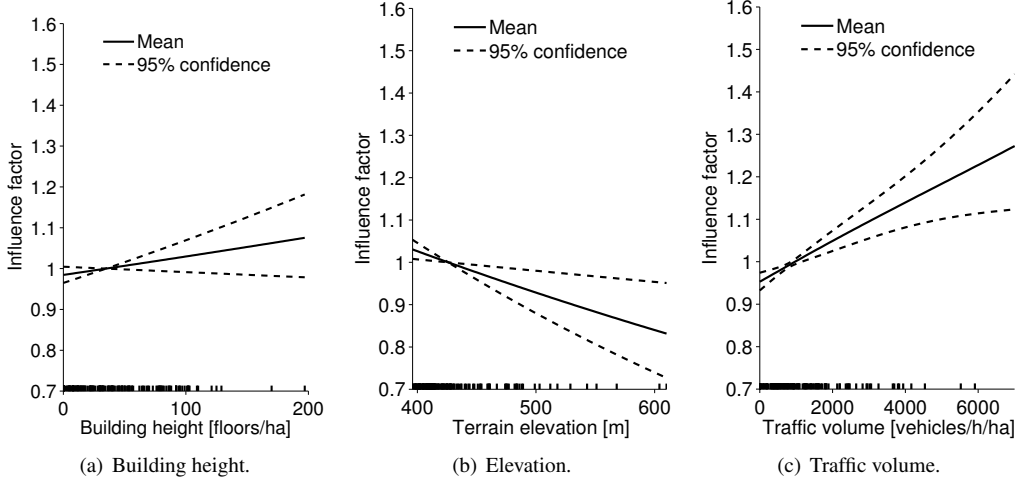 1.6
1.5
1.4
1.3
1.2
1.1
1
0.9
0.8
0.7
Influence factor
Mean
95% confidence
0
100
200
Building height [floors/ha]
(a) Building height.
1.6
1.5
1.4
1.3
1.2
1.1
1
0.9
0.8
0.7
Influence factor
Mean
95% confidence
400
500
600
Terrain elevation [m]
(b) Elevation.
1.6
1.5
1.4
1.3
1.2
1.1
1
0.9
0.8
0.7
Influence factor
Mean
95% confidence
0
2000
4000
6000
Traffic volume [vehicles/h/ha]
(c) Traffic volume.